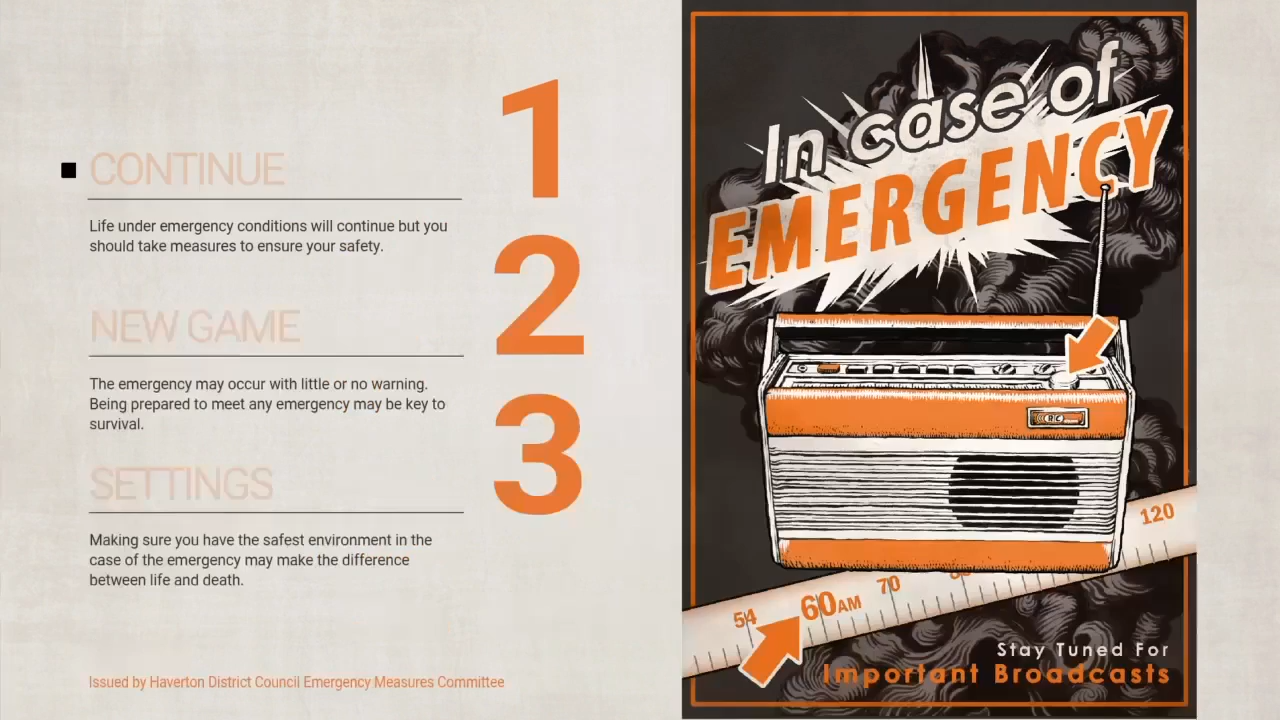 CONTINUE
Life under emergency conditions will continue but you
should take measures to ensure your safety.
1
NEW GAME
The emergency may occur with little or no warning.
Being prepared to meet any emergency may be key to
survival.
2
SETTINGS
Making sure you have the safest environment in the
case of the emergency may make the difference
between life and death.
3
Issued by Haverton District Council Emergency Measures Committee
In case of
EMERGENCY
54 60AM 70 120
Stay Tuned For
Important Broadcasts